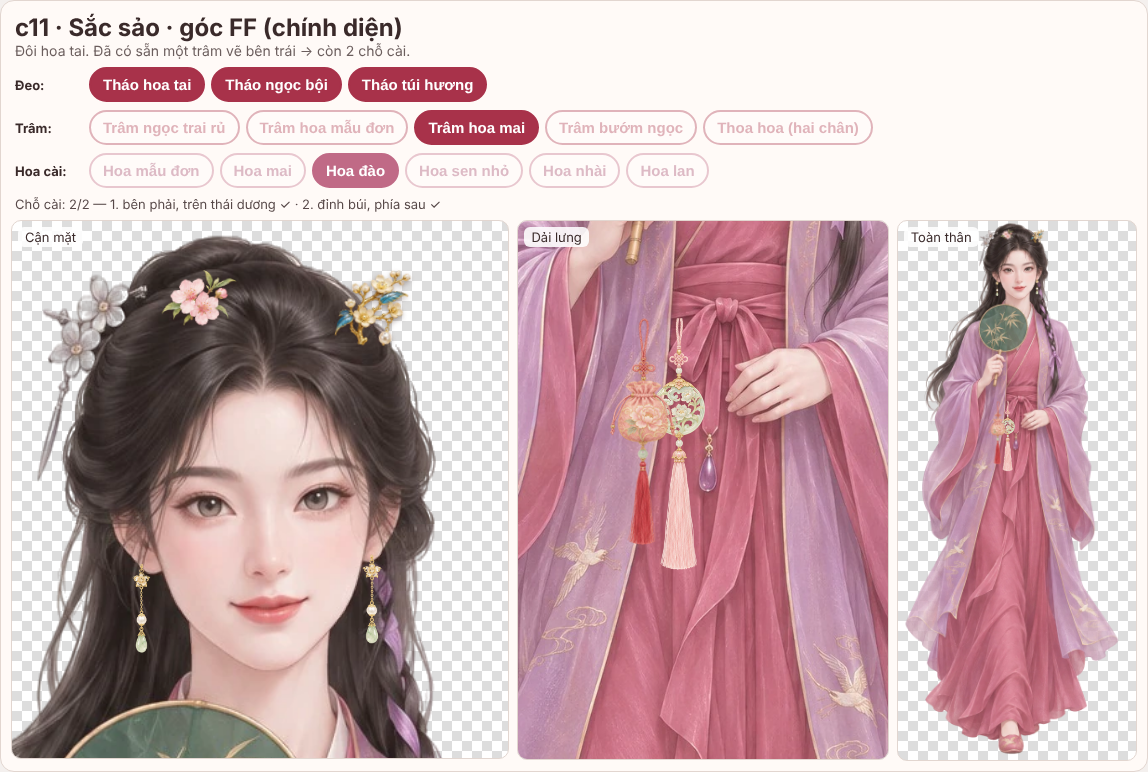 c11 · Sắc sảo · góc FF (chính diện)
Đôi hoa tai. Đã có sẵn một trâm vẽ bên trái → còn 2 chỗ cài.
Đeo: Tháo hoa tai Tháo ngọc bội Tháo túi hương
Trâm: Trâm ngọc trai rủ Trâm hoa mẫu đơn Trâm hoa mai Trâm bướm ngọc Thoa hoa (hai chân)
Hoa cài: Hoa mẫu đơn Hoa mai Hoa đào Hoa sen nhỏ Hoa nhài Hoa lan
Chỗ cài: 2/2 — 1. bên phải, trên thái dương ✓ · 2. đỉnh búi, phía sau ✓
Cận mặt Dải lưng Toàn thân